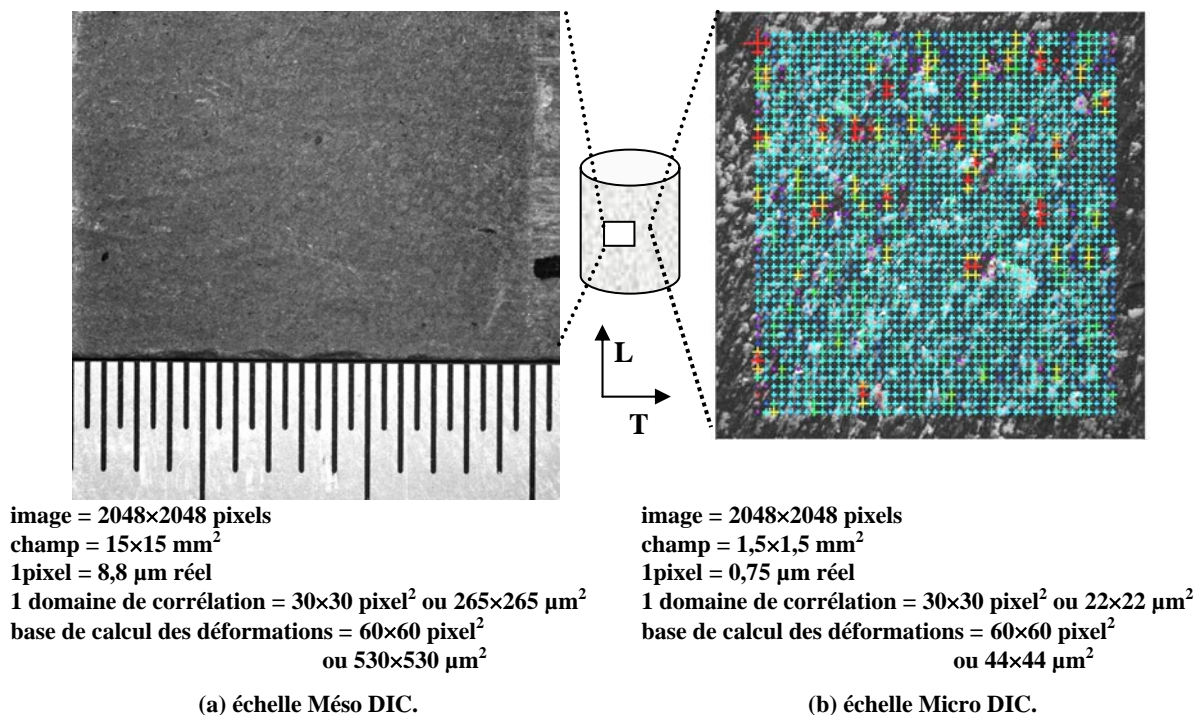 L
T
image = 2048×2048 pixels
champ = 15×15 mm²
1pixel = 8,8 µm réel
1 domaine de corrélation = 30×30 pixel² ou 265×265 µm²
base de calcul des déformations = 60×60 pixel²
ou 530×530 µm²
(a) échelle Méso DIC.
image = 2048×2048 pixels
champ = 1,5×1,5 mm²
1pixel = 0,75 µm réel
1 domaine de corrélation = 30×30 pixel² ou 22×22 µm²
base de calcul des déformations = 60×60 pixel²
ou 44×44 µm²
(b) échelle Micro DIC.